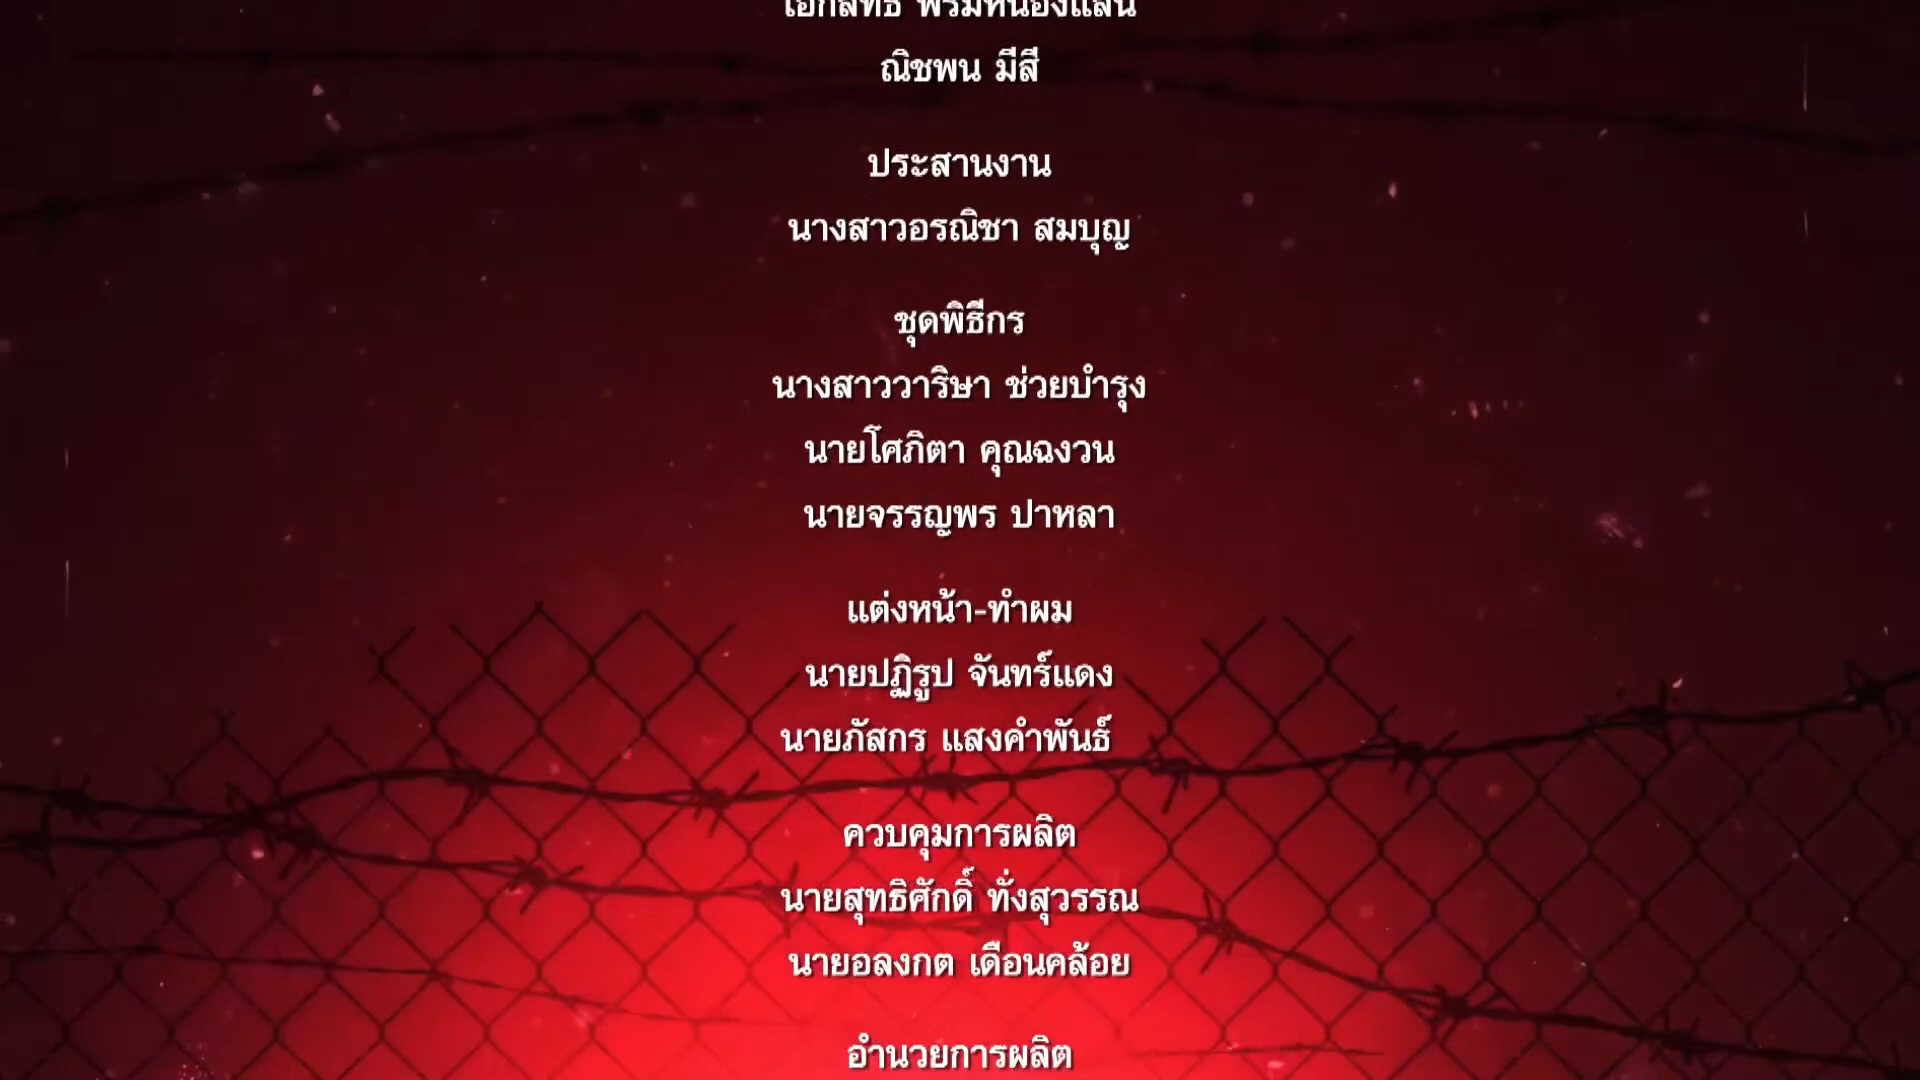 ณิชพน มีสี
ประสานงาน
นางสาวอรณิชา สมบุญ
ชุดพิธีกร
นางสาววาริษา ช่วยบำรุง
นายโศภิตา คุณฉงวน
นายจรรญพร ปาหลา
แต่งหน้า-ทำผม
นายปฏิรูป จันทร์แดง
นายภัสกร แสงคำพันธ์
ควบคุมการผลิต
นายสุทธิศักดิ์ ทั่งสุวรรณ
นายอลงกต เดือนคล้อย
อำนวยการผลิต